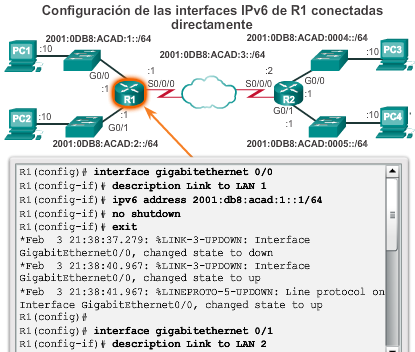 Configuración de las interfaces IPv6 de R1 conectadas
directamente
2001:0DB8:ACAD:1::/64
2001:0DB8:ACAD:3::/64
2001:0DB8:ACAD:0004::/64
PC1
:10
G0/0
:1
:1
S0/0/0
R1
:1
G0/1
PC2
:10
2001:0DB8:ACAD:2::/64
:2
S0/0/0
R2
G0/0
:1
:1
G0/1
:10
PC3
:10
PC4
2001:0DB8:ACAD:0005::/64
R1(config)# interface gigabitethernet 0/0
R1(config-if)# description Link to LAN 1
R1(config-if)# ipv6 address 2001:db8:acad:1::1/64
R1(config-if)# no shutdown
R1(config-if)# exit
*Feb  3 21:38:37.279: %LINK-3-UPDOWN: Interface
GigabitEthernet0/0, changed state to down
*Feb  3 21:38:40.967: %LINK-3-UPDOWN: Interface
GigabitEthernet0/0, changed state to up
*Feb  3 21:38:41.967: %LINEPROTO-5-UPDOWN: Line protocol on
Interface GigabitEthernet0/0, changed state to up
R1(config)#
R1(config)# interface gigabitethernet 0/1
R1(config-if)# description Link to LAN 2